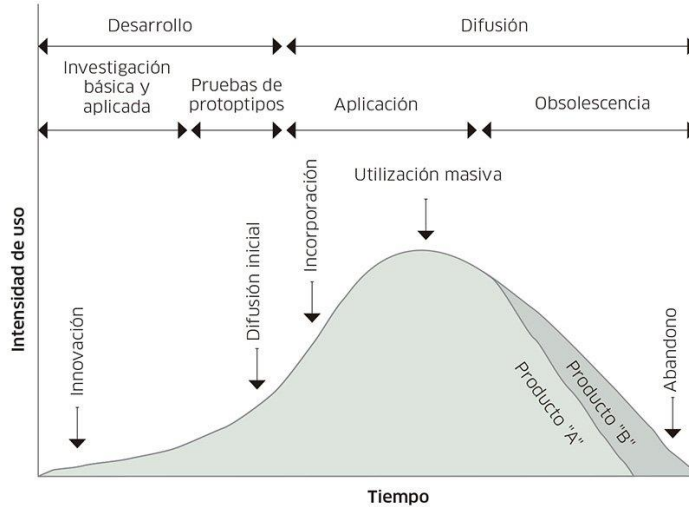 Desarrollo
Difusión
Investigación
básica y
aplicada
Pruebas de
protoptipos
Aplicación
Obsolescencia
Utilización masiva
Incorporación
Difusión inicial
Innovación
Abandono
Producto "A"
Producto "B"
Intensidad de uso
Tiempo